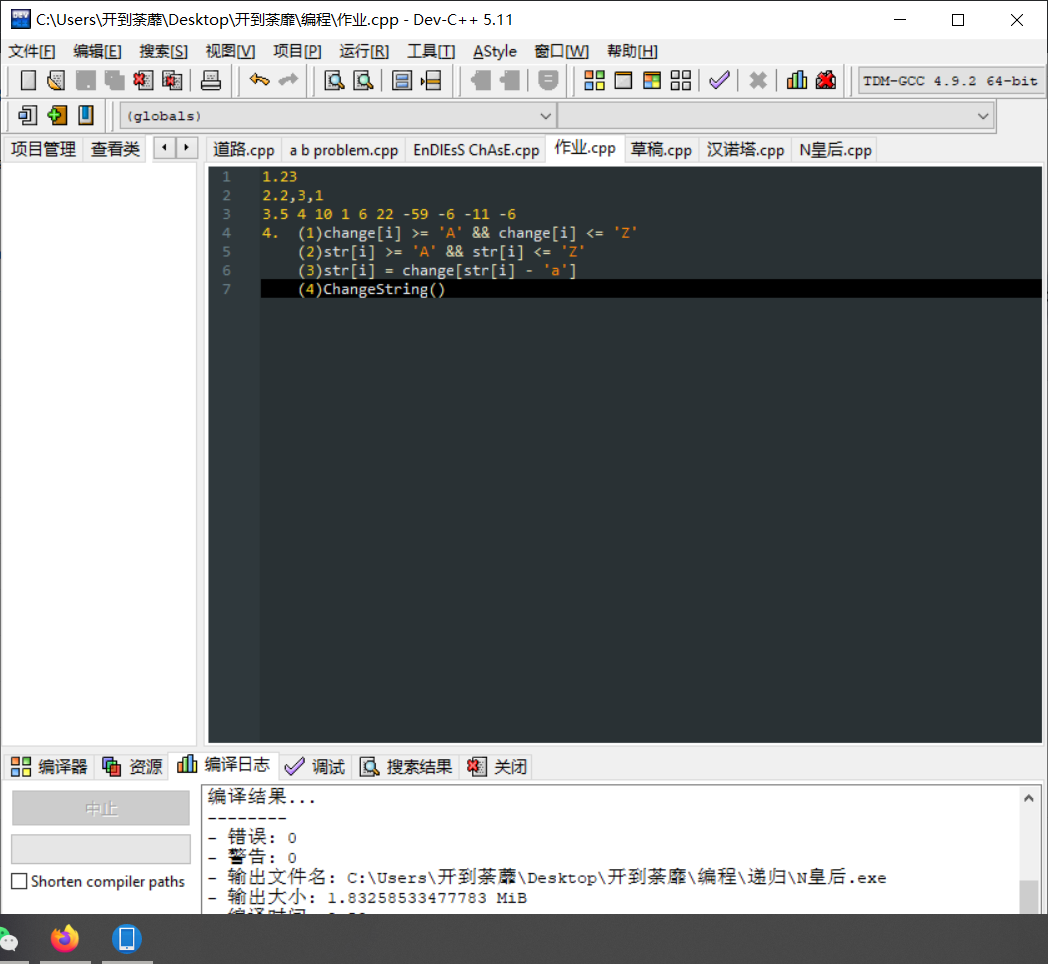 C:\Users\开到荼蘼\Desktop\开到荼蘼\编程\作业.cpp - Dev-C++ 5.11
文件[F] 编辑[E] 搜索[S] 视图[V] 项目[P] 运行[R] 工具[T] AStyle 窗口[W] 帮助[H]
TDM-GCC 4.9.2 64-bit
(globals)
项目管理 查看类 道路.cpp a b problem.cpp EnDlEsS ChAsE.cpp 作业.cpp 草稿.cpp 汉诺塔.cpp N皇后.cpp
1 1.23
2 2.2,3,1
3 3.5 4 10 1 6 22 -59 -6 -11 -6
4 4. (1)change[i] >= 'A' && change[i] <= 'Z'
5 (2)str[i] >= 'A' && str[i] <= 'Z'
6 (3)str[i] = change[str[i] - 'a']
7 (4)ChangeString()
编译器 资源 编译日志 调试 搜索结果 关闭
中止
Shorten compiler paths
编译结果...
--------
- 错误: 0
- 警告: 0
- 输出文件名: C:\Users\开到荼蘼\Desktop\开到荼蘼\编程\递归\N皇后.exe
- 输出大小: 1.83258533477783 MiB